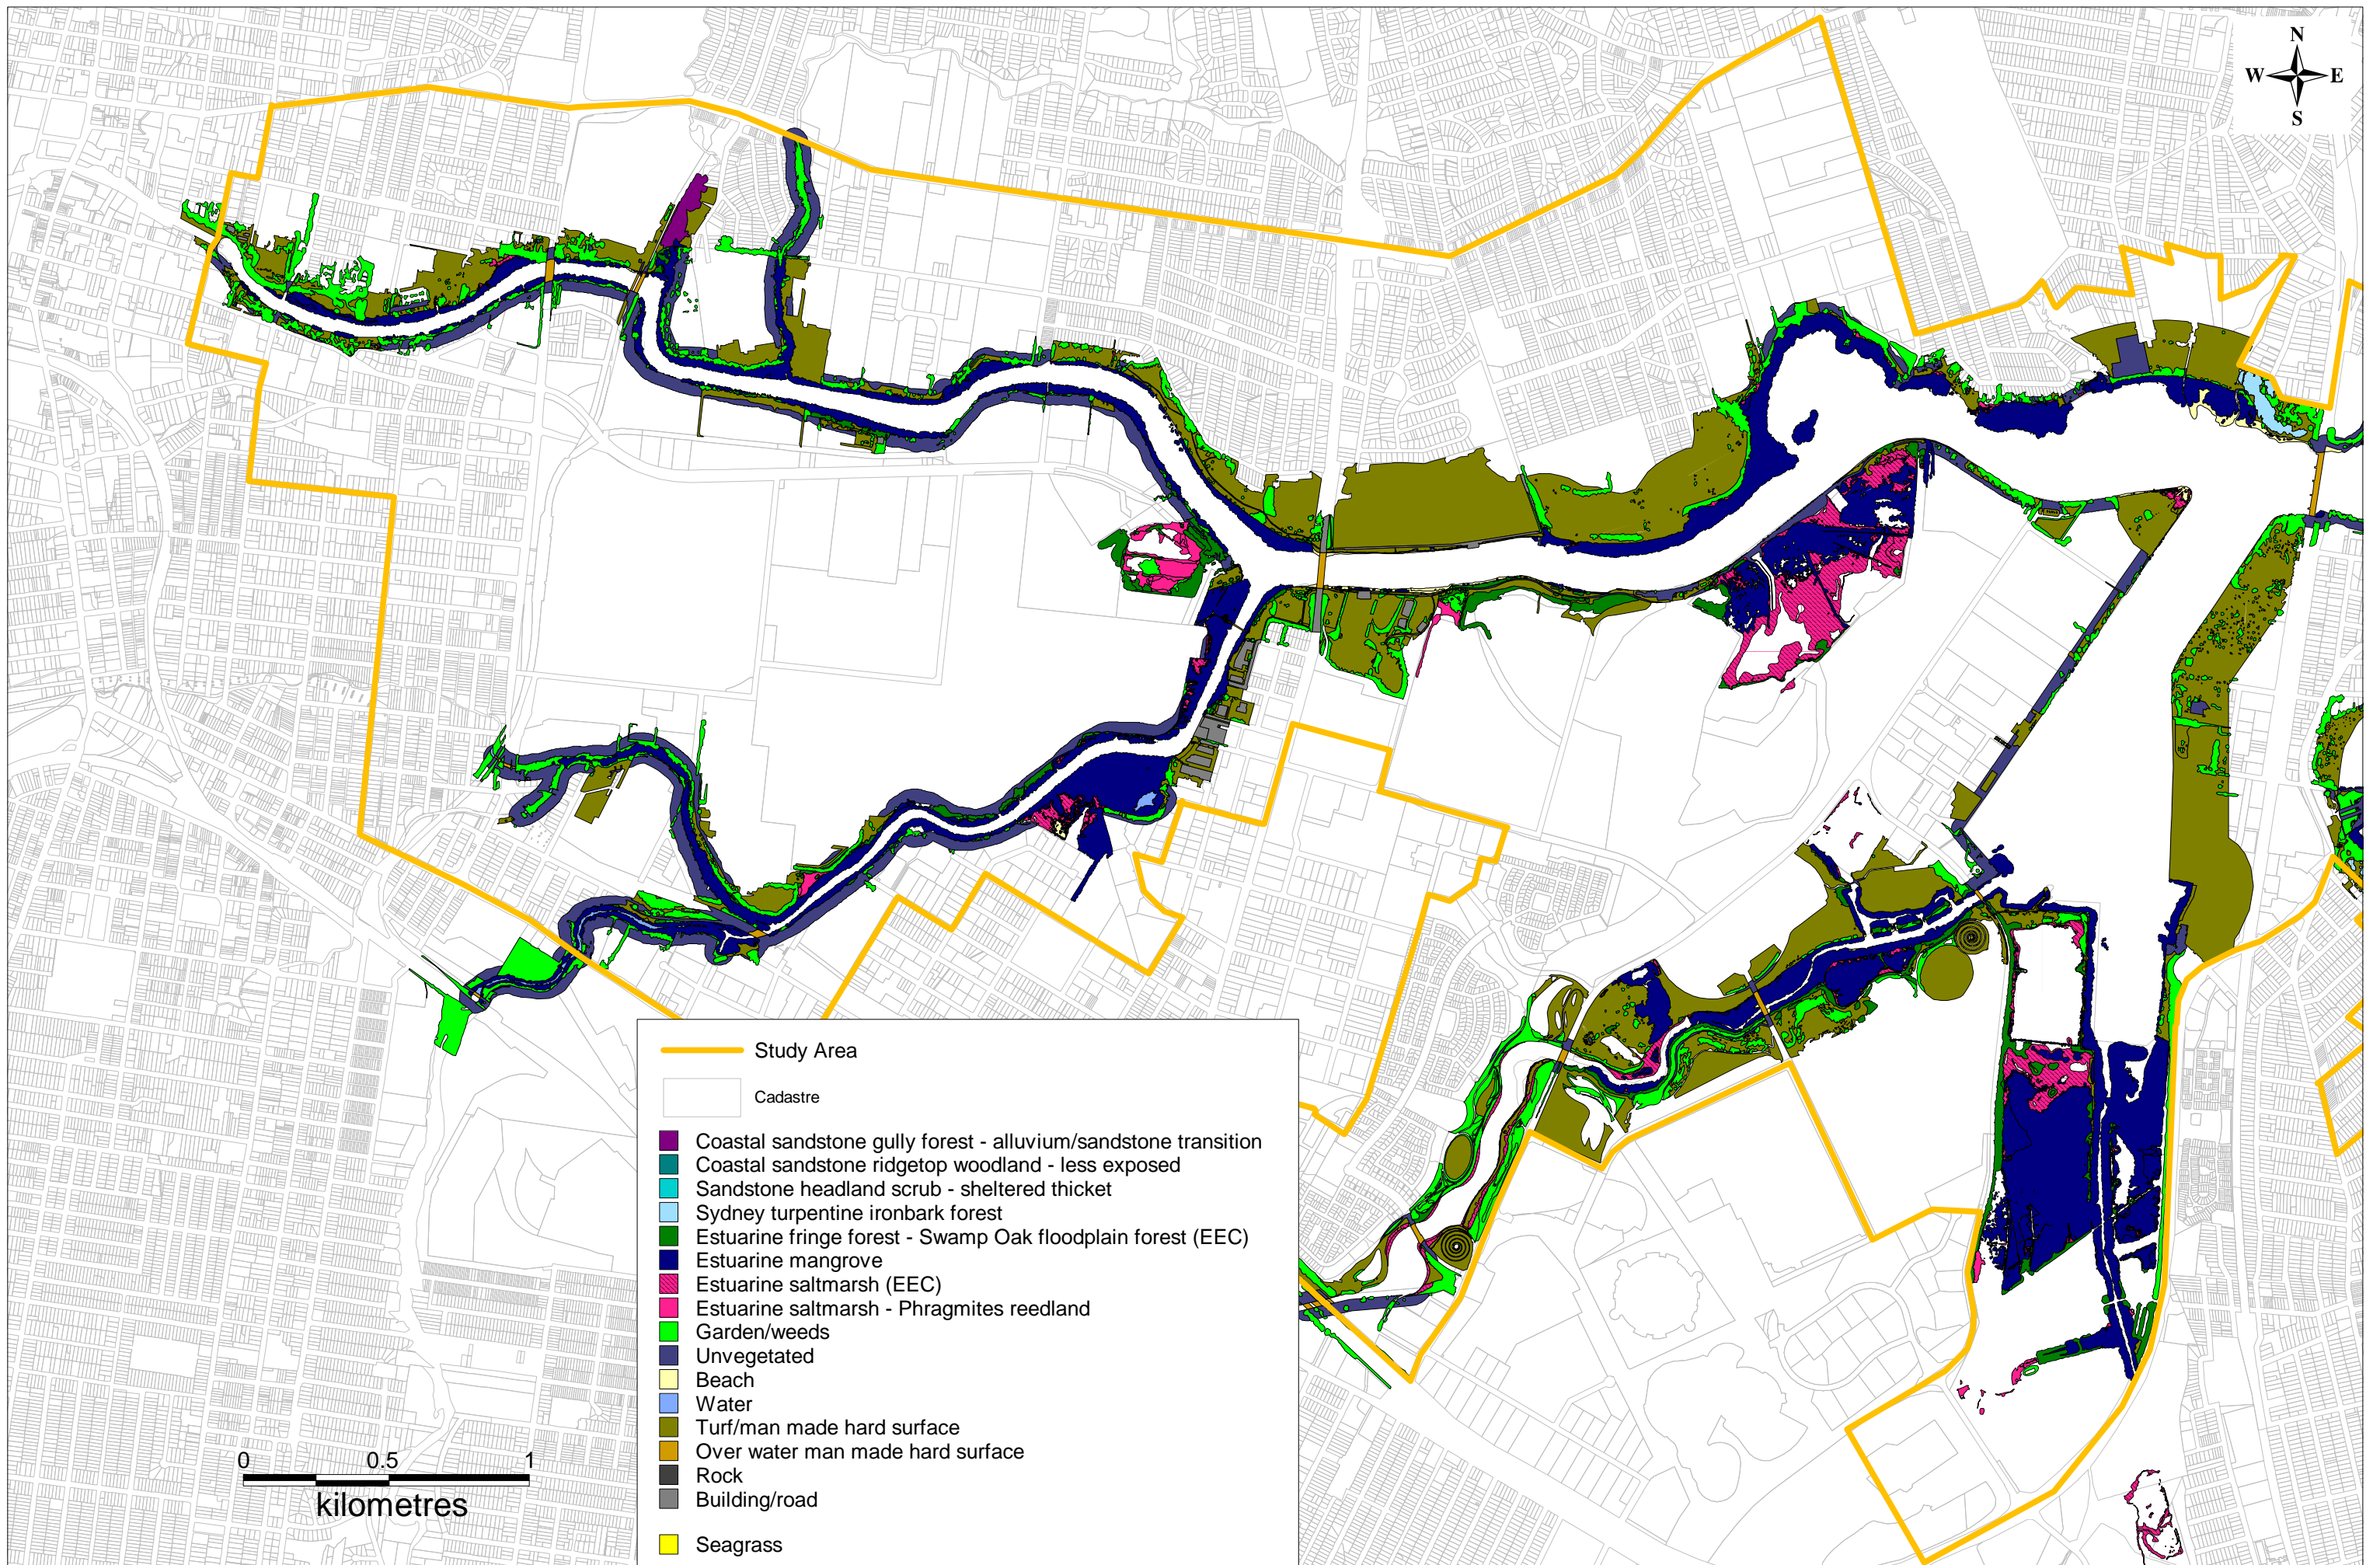 N
W E
S
Study Area
Cadastre
Coastal sandstone gully forest - alluvium/sandstone transition
Coastal sandstone ridgetop woodland - less exposed
Sandstone headland scrub - sheltered thicket
Sydney turpentine ironbark forest
Estuarine fringe forest - Swamp Oak floodplain forest (EEC)
Estuarine mangrove
Estuarine saltmarsh (EEC)
Estuarine saltmarsh - Phragmites reedland
Garden/weeds
Unvegetated
Beach
Water
Turf/man made hard surface
Over water man made hard surface
Rock
Building/road
Seagrass
0 0.5 1
kilometres